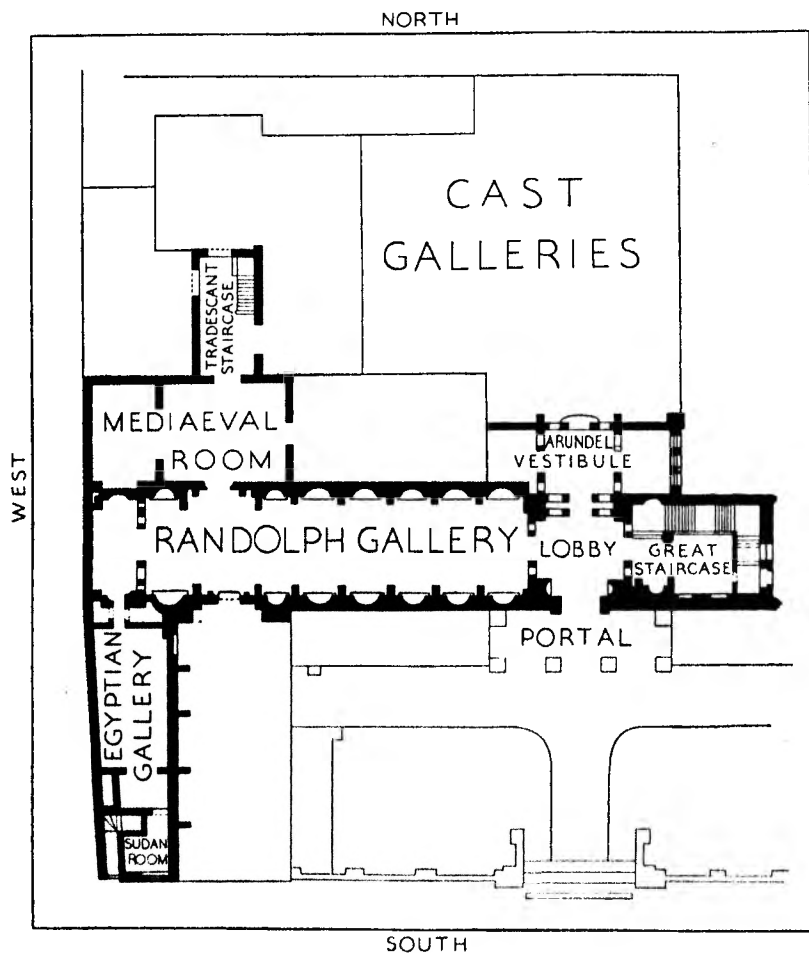 NORTH
CAST
GALLERIES
TRADESCANT
STAIRCASE
MEDIAEVAL
ROOM
ARUNDEL
VESTIBULE
WEST
RANDOLPH GALLERY
LOBBY
GREAT
STAIRCASE
PORTAL
EGYPTIAN
GALLERY
SUDAN
ROOM
SOUTH